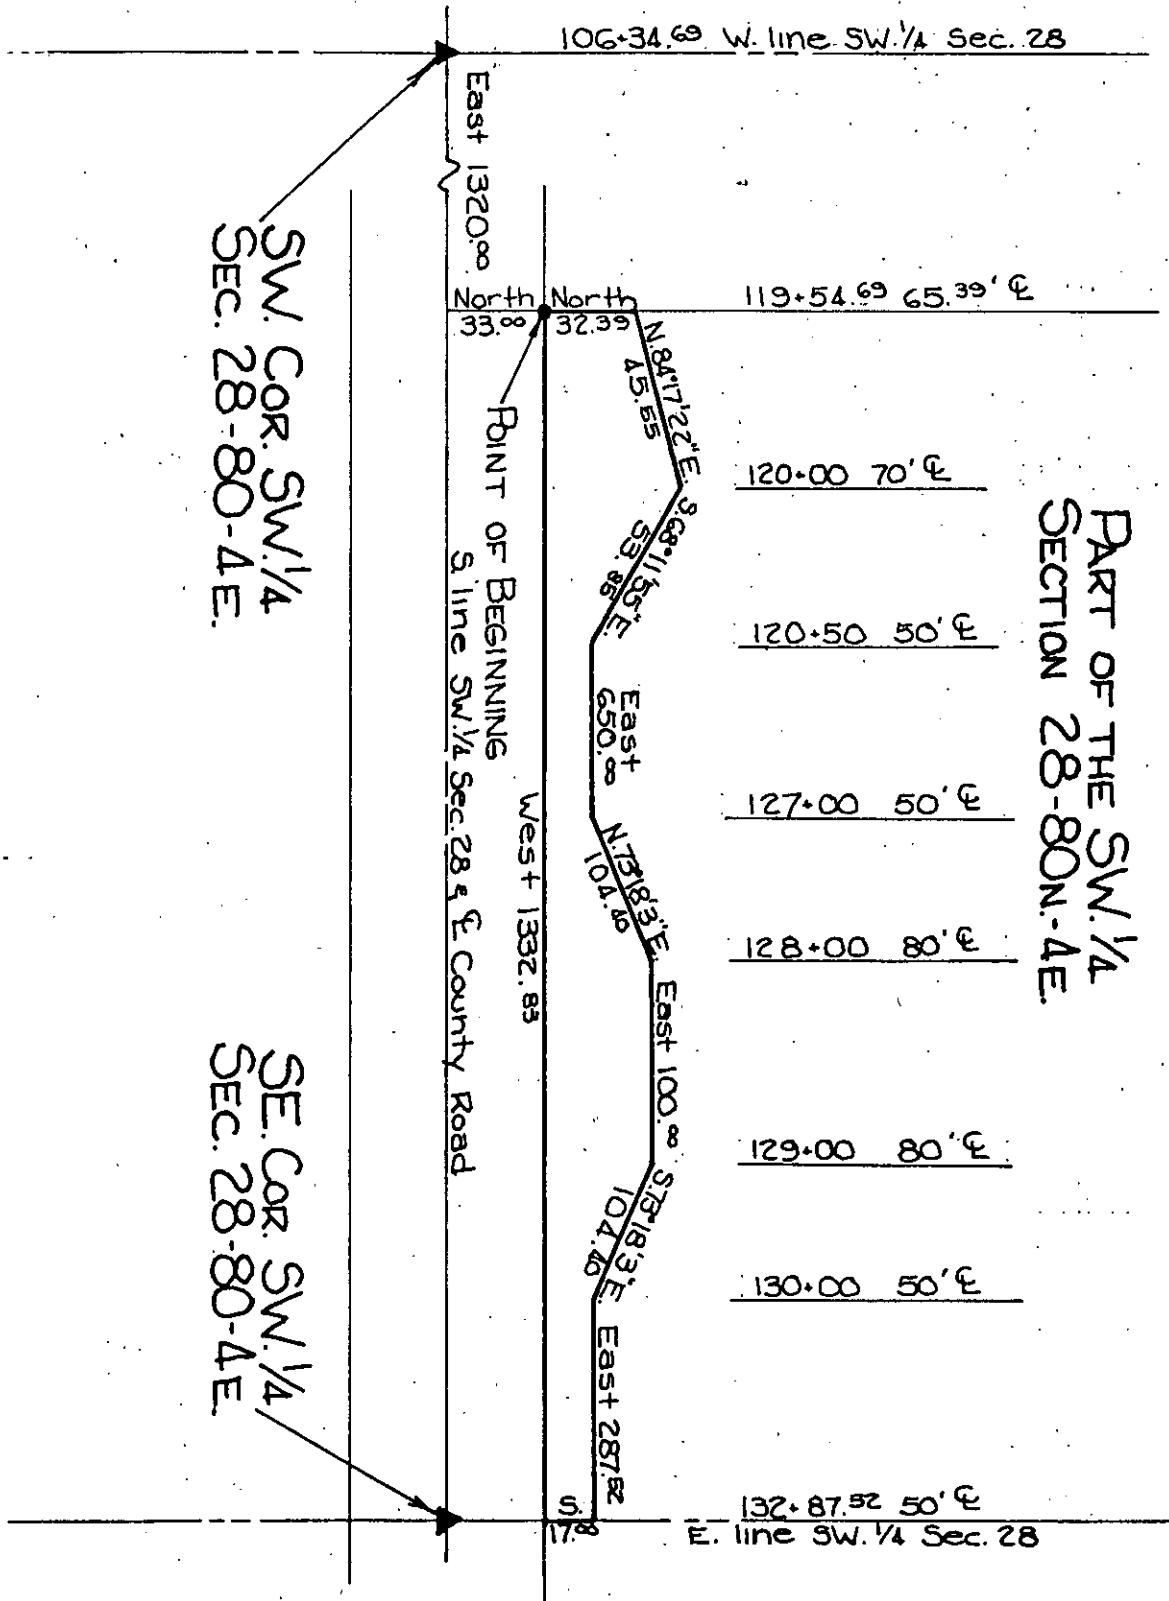 106+34.69 W. line SW.1/4 Sec. 28
East 1320.00
SW. COR. SW.1/4
SEC. 28-80-4E.
North
33.00
North
32.39
119+54.69 65.39' ℄
N.84°17'22"E.
45.55
POINT OF BEGINNING
120+00 70' ℄
S.68°11'55"E.
53.85
PART OF THE SW.1/4
SECTION 28-80N.-4E.
120+50 50' ℄
East
650.00
S. line SW.1/4 Sec. 28 & ℄ County Road
West 1332.83
127+00 50' ℄
N.73°18'3"E.
104.40
128+00 80' ℄
East 100.00
129+00 80' ℄
S.73°18'3"E.
104.40
130+00 50' ℄
SE. COR. SW.1/4
SEC. 28-80-4E.
East 287.52
S.
17.00
132+87.52 50' ℄
E. line SW. 1/4 Sec. 28